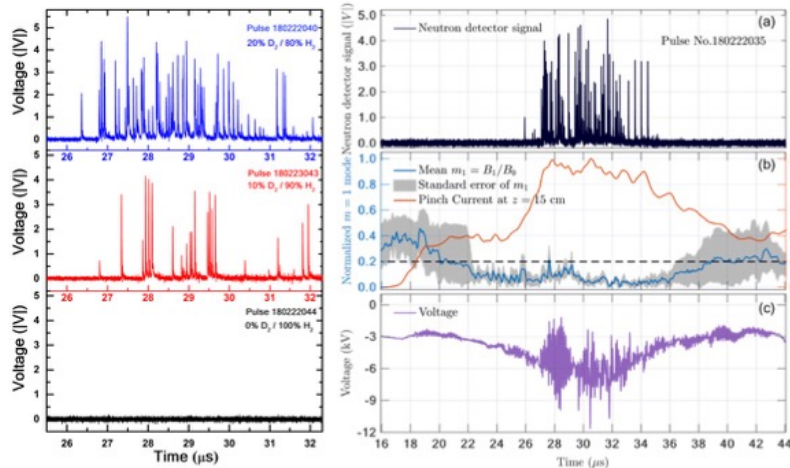 Pulse 180222040
20% D2 / 80% H2
Voltage (|V|)
5
4
3
2
1
0
26 27 28 29 30 31 32
Pulse 180223043
10% D2 / 90% H2
Voltage (|V|)
5
4
3
2
1
0
26 27 28 29 30 31 32
Pulse 180222044
0% D2 / 100% H2
Voltage (|V|)
5
4
3
2
1
0
26 27 28 29 30 31 32
Time (μs)
(a)
Neutron detector signal
Pulse No.180222035
Neutron detector signal (|V|)
5.0
4.0
3.0
2.0
1.0
0
(b)
Mean m1 = B1/B0
Standard error of m1
Pinch Current at z = 15 cm
Normalized m = 1 mode
1.0
0.8
0.6
0.4
0.2
0.0
(c)
Voltage
Voltage (kV)
0
-3
-6
-9
-12
16 18 20 22 24 26 28 30 32 34 36 38 40 42 44
Time (μs)